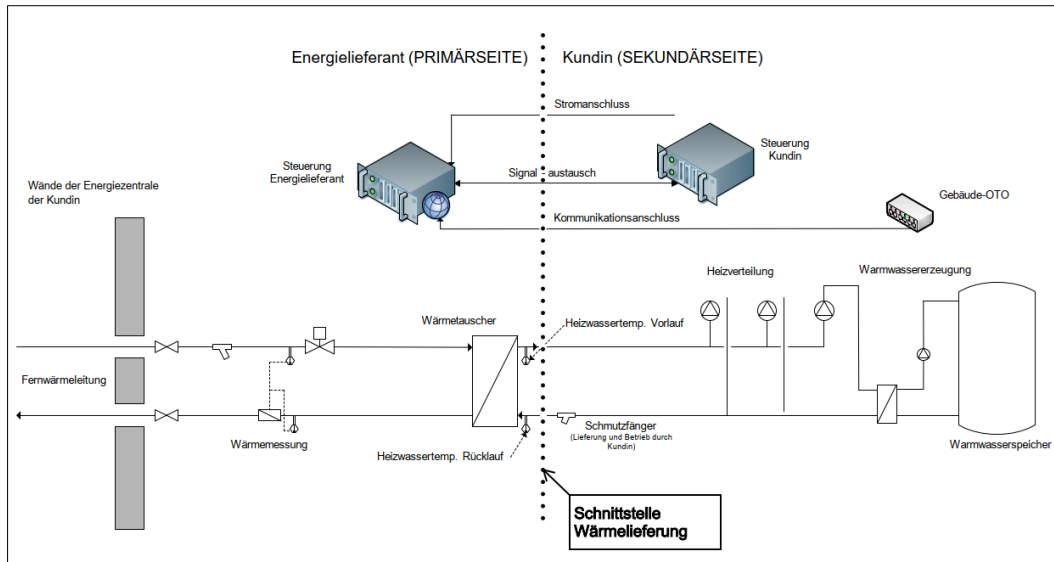 Energielieferant (PRIMÄRSEITE)
Kundin (SEKUNDÄRSEITE)
Stromanschluss
Steuerung
Energielieferant
Steuerung
Kundin
Signal - austausch
Wände der Energiezentrale
der Kundin
Gebäude-OTO
Kommunikationsanschluss
Heizverteilung
Warmwassererzeugung
Wärmetauscher
Heizwassertemp. Vorlauf
Fernwärmeleitung
Schmutzfänger
(Lieferung und Betrieb durch
Kundin)
Wärmemessung
Heizwassertemp. Rücklauf
Warmwasserspeicher
Schnittstelle
Wärmelieferung